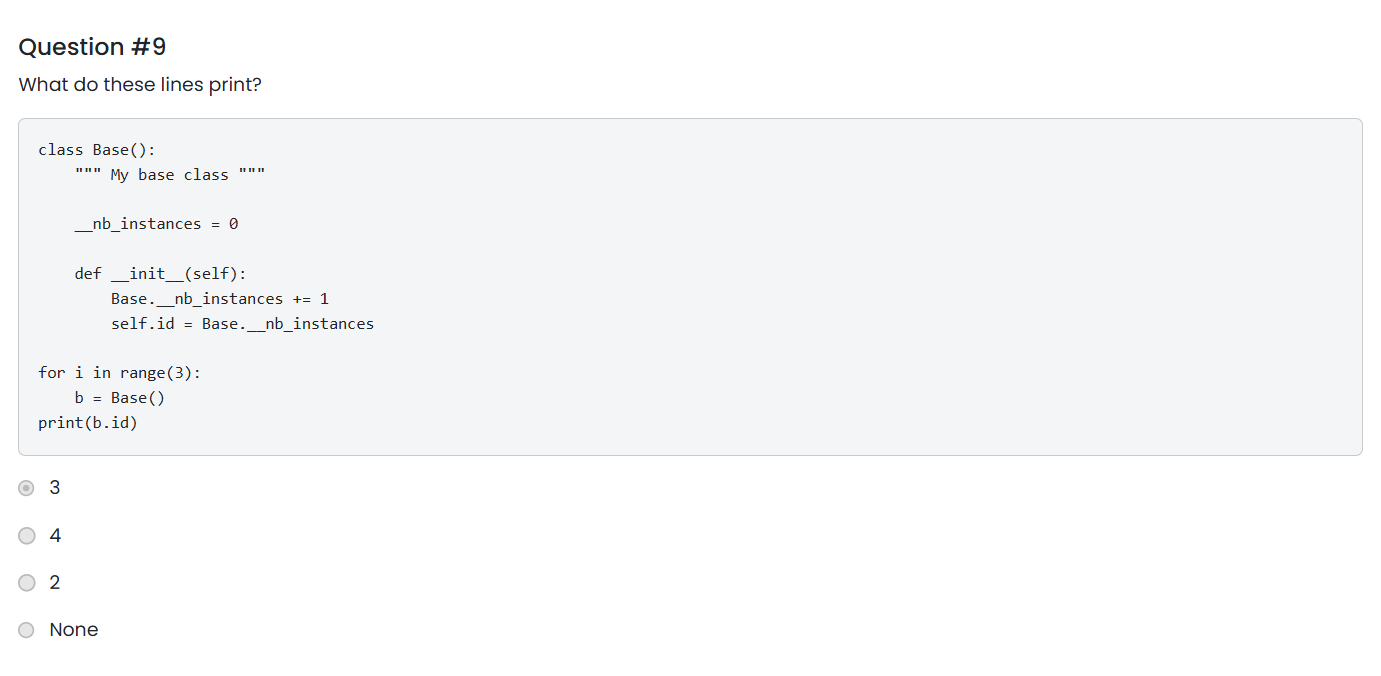 Question #9
What do these lines print?
class Base():
    """ My base class """

    __nb_instances = 0

    def __init__(self):
        Base.__nb_instances += 1
        self.id = Base.__nb_instances

for i in range(3):
    b = Base()
print(b.id)
3
4
2
None